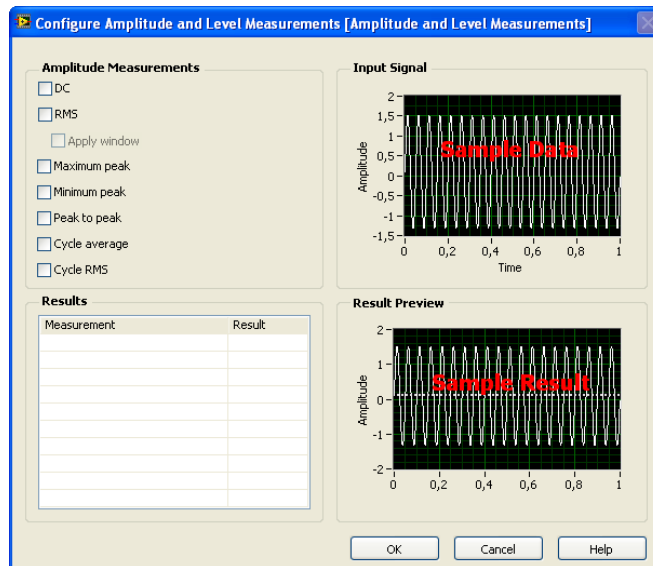 Configure Amplitude and Level Measurements [Amplitude and Level Measurements]
Amplitude Measurements
DC
RMS
Apply window
Maximum peak
Minimum peak
Peak to peak
Cycle average
Cycle RMS
Input Signal
Sample Data
Amplitude
2
1,5
1
0,5
0
-0,5
-1
-1,5
0 0,2 0,4 0,6 0,8 1
Time
Results
Measurement Result
Result Preview
Sample Result
Amplitude
2
1
0
-1
-2
0 0,2 0,4 0,6 0,8 1
OK Cancel Help